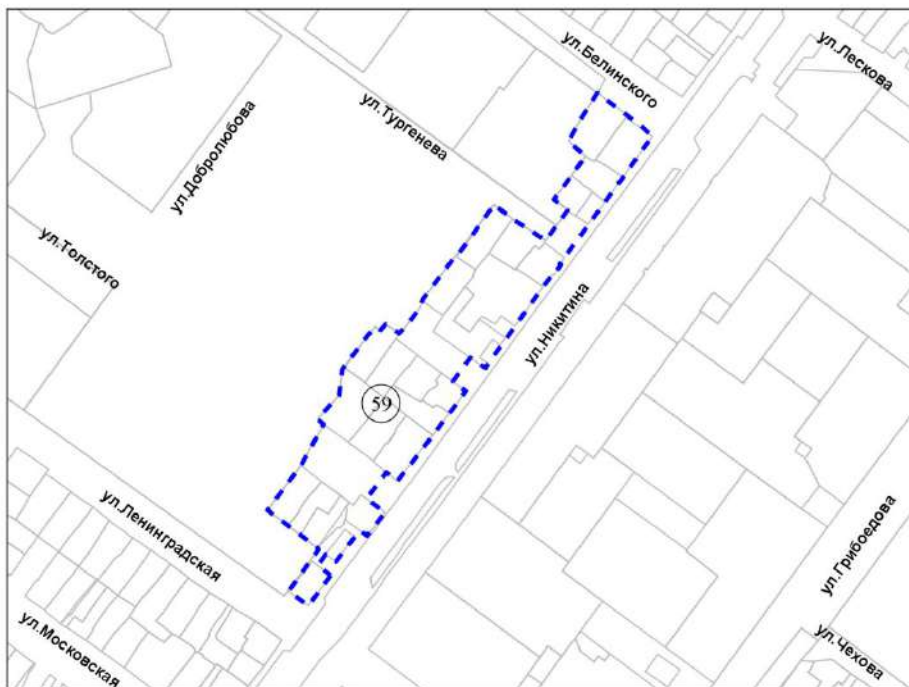 ул.Белинского
ул.Лескова
ул.Тургенева
ул.Добролюбова
ул.Толстого
ул.Никитина
59
ул.Ленинградская
ул.Грибоедова
ул.Московская
ул.Чехова